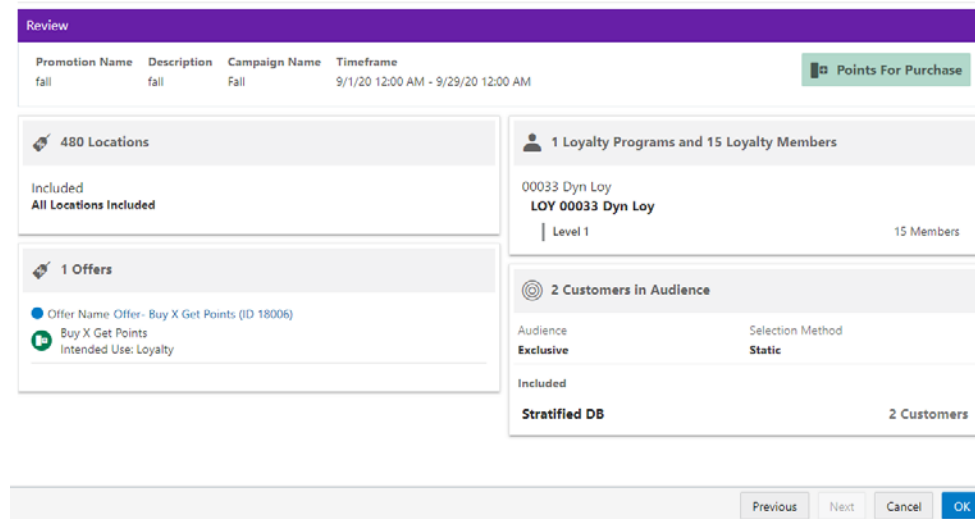 Review
Promotion Name Description Campaign Name Timeframe
fall fall Fall 9/1/20 12:00 AM - 9/29/20 12:00 AM
Points For Purchase
480 Locations
Included
All Locations Included
1 Offers
Offer Name Offer- Buy X Get Points (ID 18006)
Buy X Get Points
Intended Use: Loyalty
1 Loyalty Programs and 15 Loyalty Members
00033 Dyn Loy
LOY 00033 Dyn Loy
Level 1 15 Members
2 Customers in Audience
Audience Selection Method
Exclusive Static
Included
Stratified DB 2 Customers
Previous Next Cancel OK